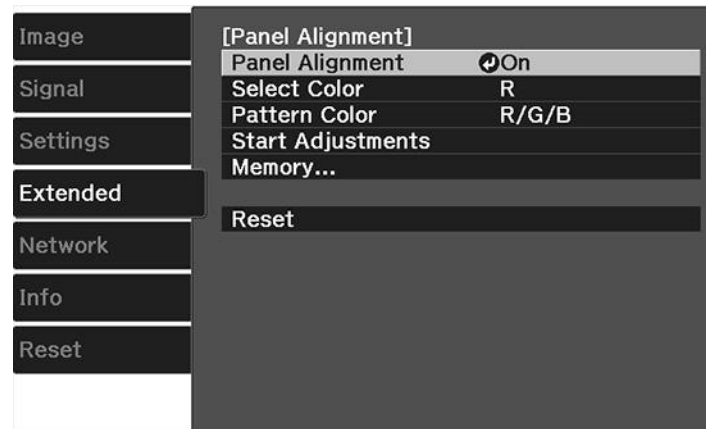 Image
Signal
Settings
Extended
Network
Info
Reset
[Panel Alignment]
Panel Alignment On
Select Color R
Pattern Color R/G/B
Start Adjustments
Memory...
Reset